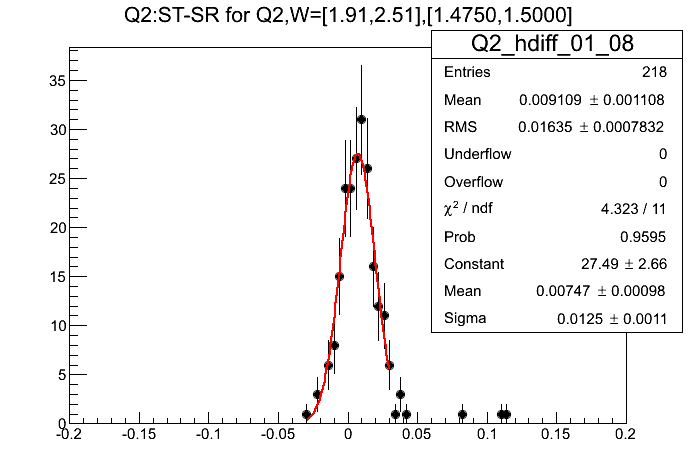 Q2:ST-SR for Q2,W=[1.91,2.51],[1.4750,1.5000]
Q2_hdiff_01_08
Entries 218
Mean 0.009109 ± 0.001108
RMS 0.01635 ± 0.0007832
Underflow 0
Overflow 0
χ² / ndf 4.323 / 11
Prob 0.9595
Constant 27.49 ± 2.66
Mean 0.00747 ± 0.00098
Sigma 0.0125 ± 0.0011
35
30
25
20
15
10
5
0
-0.2 -0.15 -0.1 -0.05 0 0.05 0.1 0.15 0.2